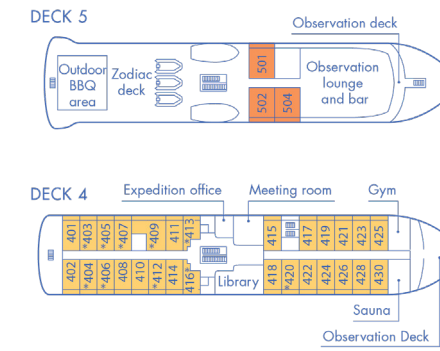 DECK 5
Observation deck
Outdoor
BBQ
area
Zodiac
deck
501
502
504
Observation
lounge
and bar
DECK 4
Expedition office
Meeting room
Gym
401
*403
*405
*407
*409
411
*413
415
417
419
421
423
425
402
*404
*406
408
410
*412
414
416*
Library
418
*420
422
424
426
428
430
Sauna
Observation Deck